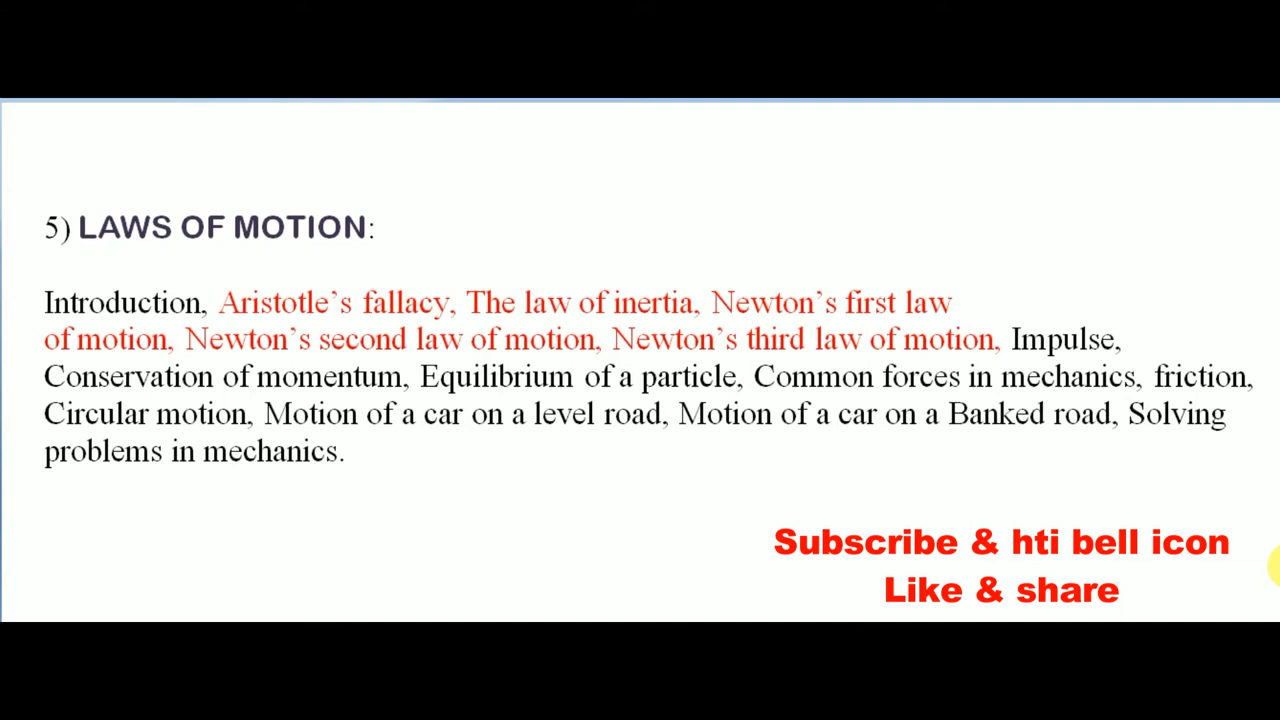 5) LAWS OF MOTION:
Introduction, Aristotle’s fallacy, The law of inertia, Newton’s first law
of motion, Newton’s second law of motion, Newton’s third law of motion, Impulse,
Conservation of momentum, Equilibrium of a particle, Common forces in mechanics, friction,
Circular motion, Motion of a car on a level road, Motion of a car on a Banked road, Solving
problems in mechanics.
Subscribe & hti bell icon
Like & share